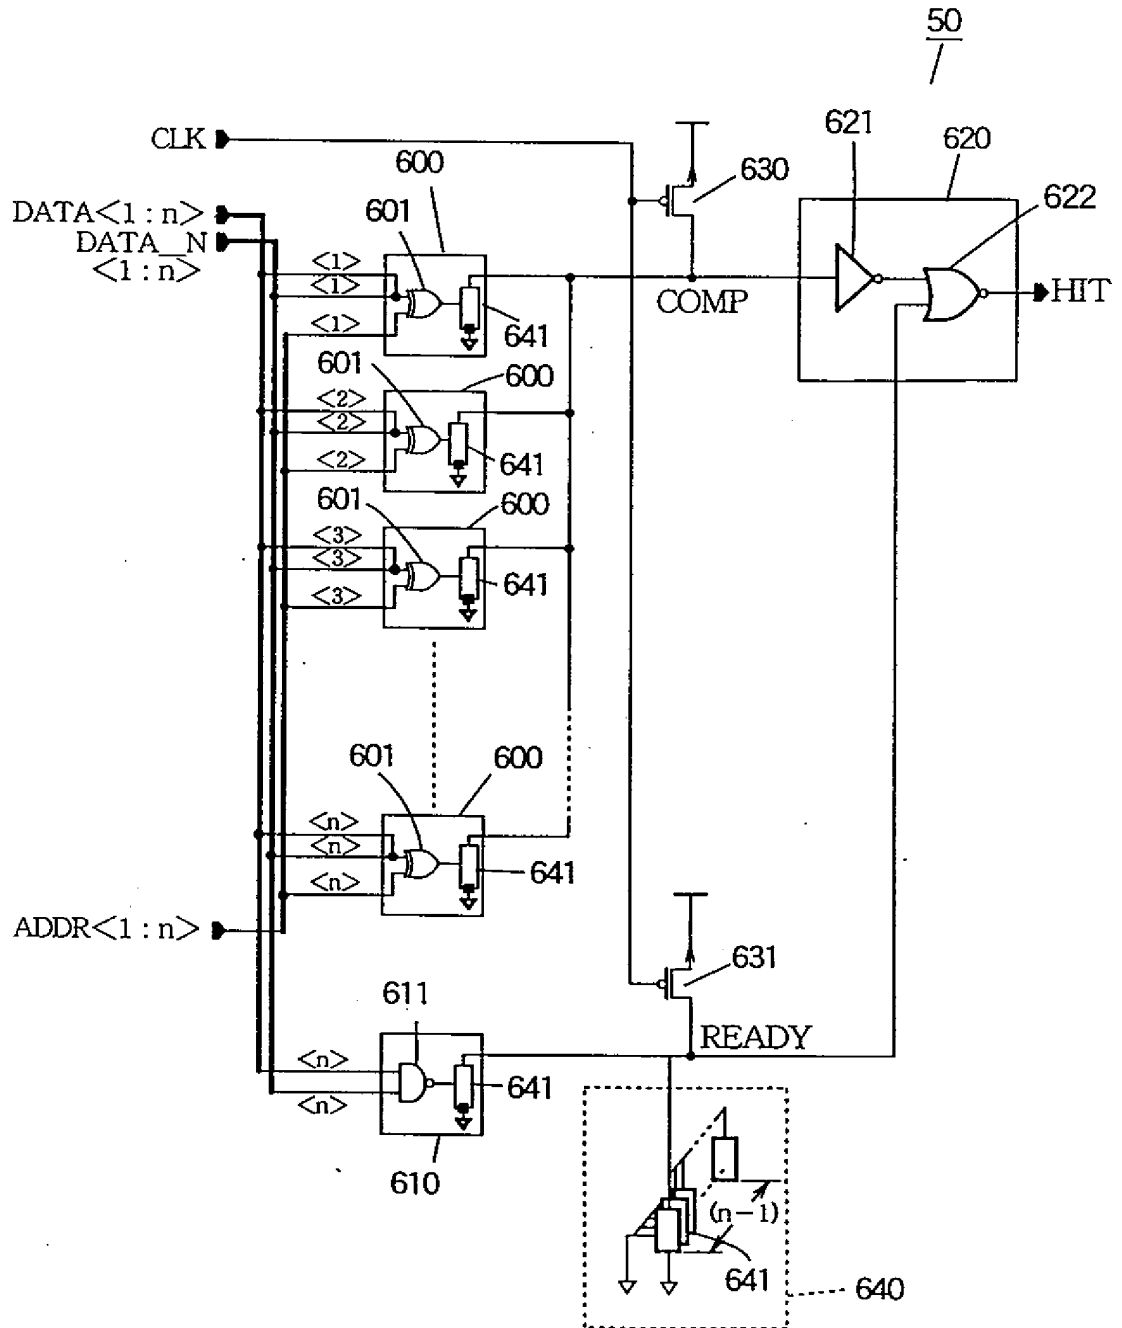 50
CLK
600
630
621
620
622
DATA<1 : n>
DATA_N
<1 : n>
601
<1>
<1>
<1>
641
COMP
HIT
601
600
<2>
<2>
<2>
641
601
600
<3>
<3>
<3>
641
601
600
<n>
<n>
<n>
641
ADDR<1 : n>
631
611
READY
<n>
<n>
641
610
(n-1)
641
640